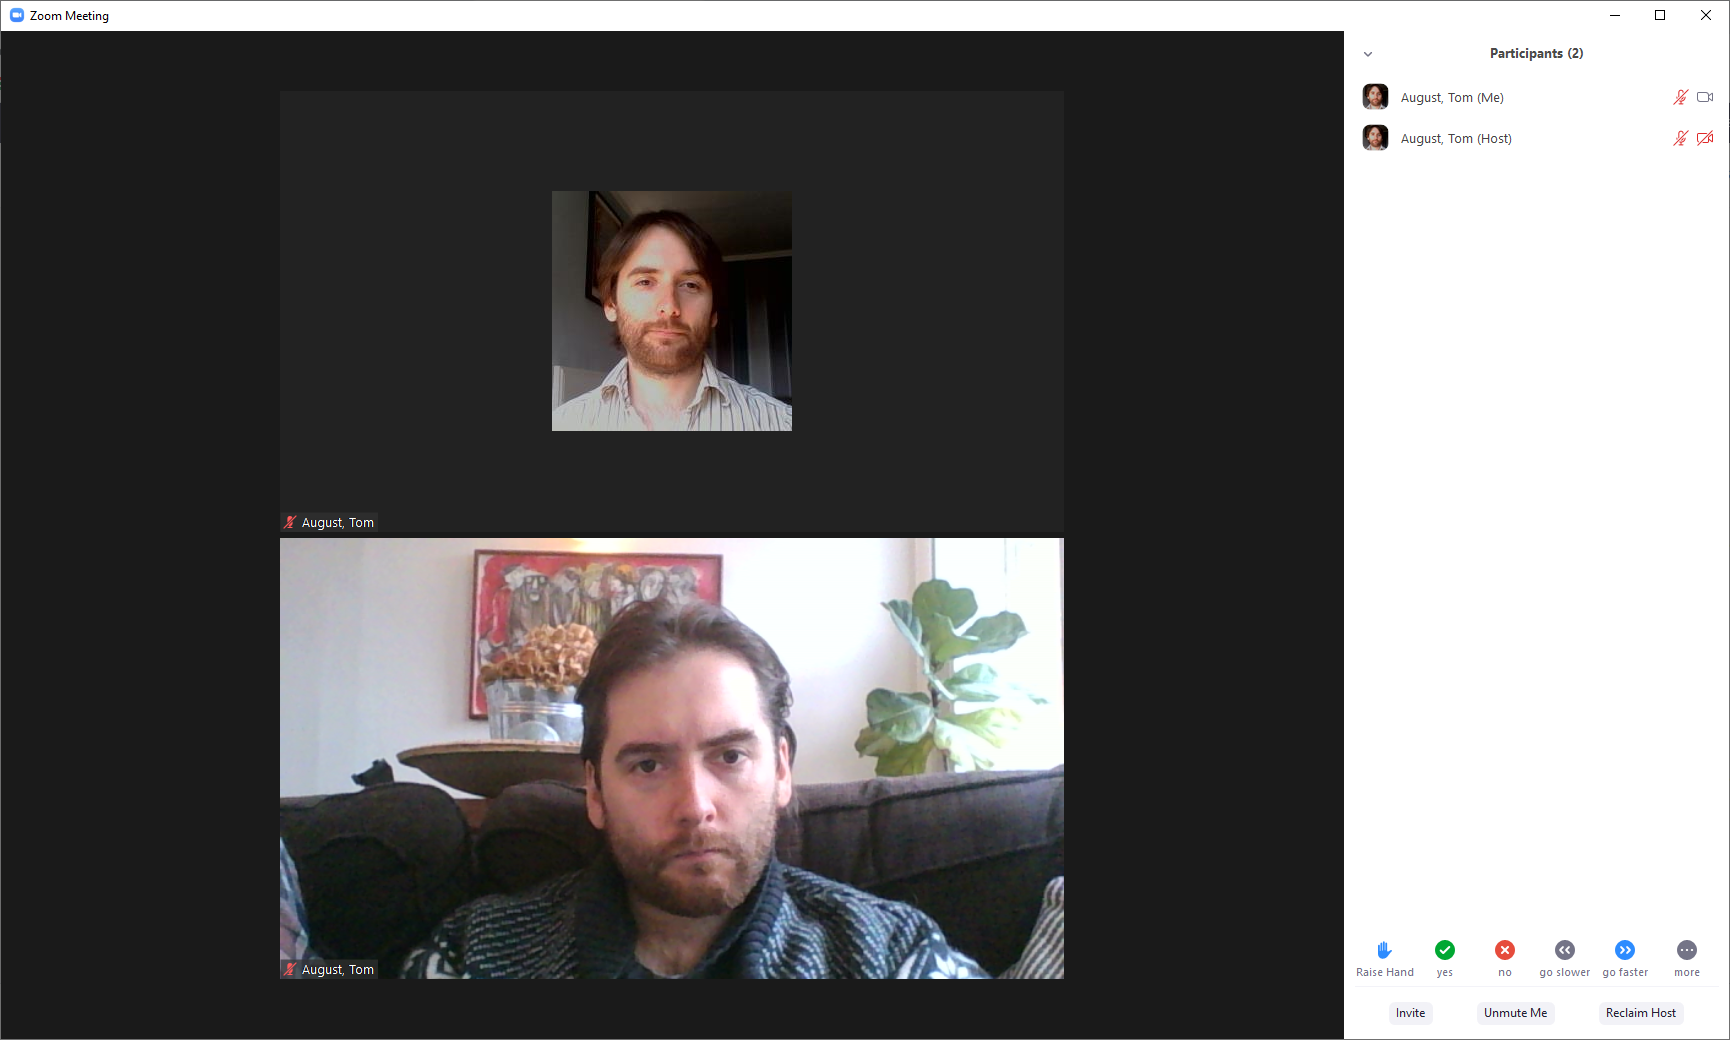 Zoom Meeting
Participants (2)
August, Tom (Me)
August, Tom (Host)
August, Tom
August, Tom
Raise Hand
yes
no
go slower
go faster
more
Invite
Unmute Me
Reclaim Host